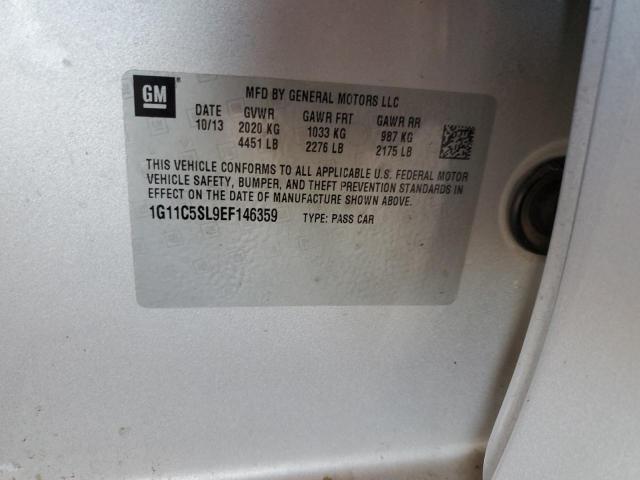 GM
MFD BY GENERAL MOTORS LLC
DATE GVWR GAWR FRT GAWR RR
10/13 2020 KG 1033 KG 987 KG
4451 LB 2276 LB 2175 LB
THIS VEHICLE CONFORMS TO ALL APPLICABLE U.S. FEDERAL MOTOR
VEHICLE SAFETY, BUMPER, AND THEFT PREVENTION STANDARDS IN
EFFECT ON THE DATE OF MANUFACTURE SHOWN ABOVE.
1G11C5SL9EF146359 TYPE: PASS CAR